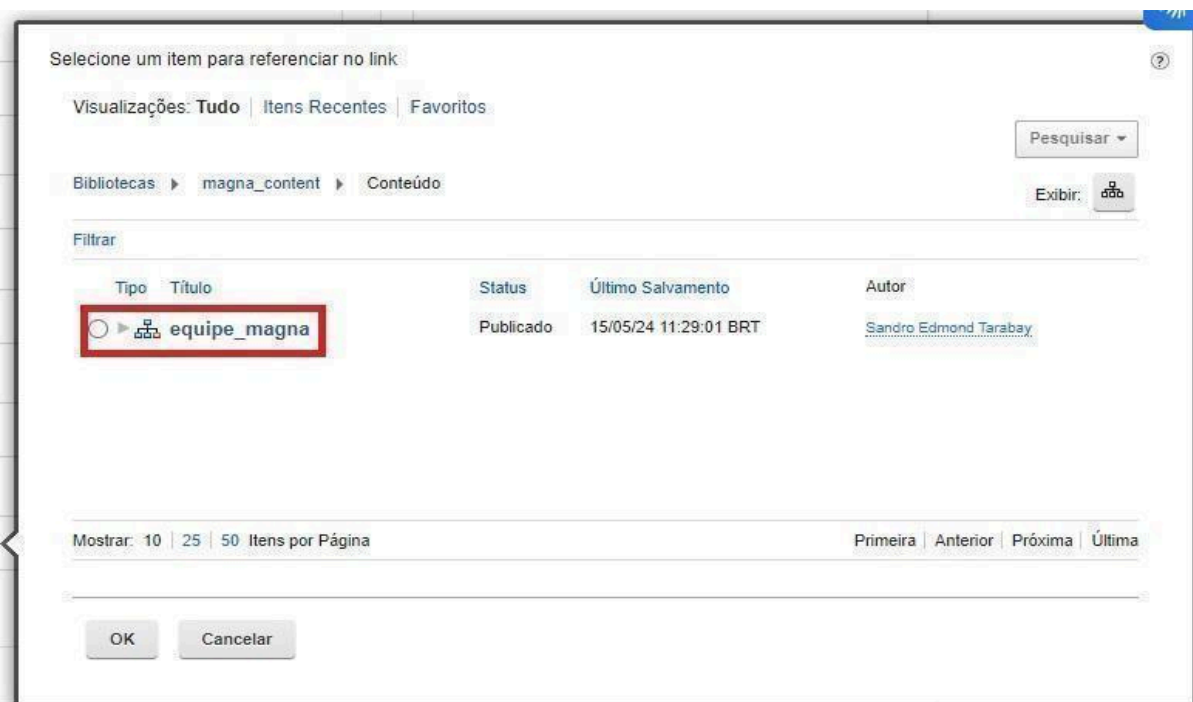 Selecione um item para referenciar no link
Visualizações: Tudo | Itens Recentes | Favoritos
Pesquisar
Bibliotecas magna_content Conteúdo
Exibir:
Filtrar
Tipo Título Status Último Salvamento Autor
equipe_magna Publicado 15/05/24 11:29:01 BRT Sandro Edmond Tarabay
Mostrar: 10 | 25 | 50 Itens por Página Primeira | Anterior | Próxima | Última
OK Cancelar